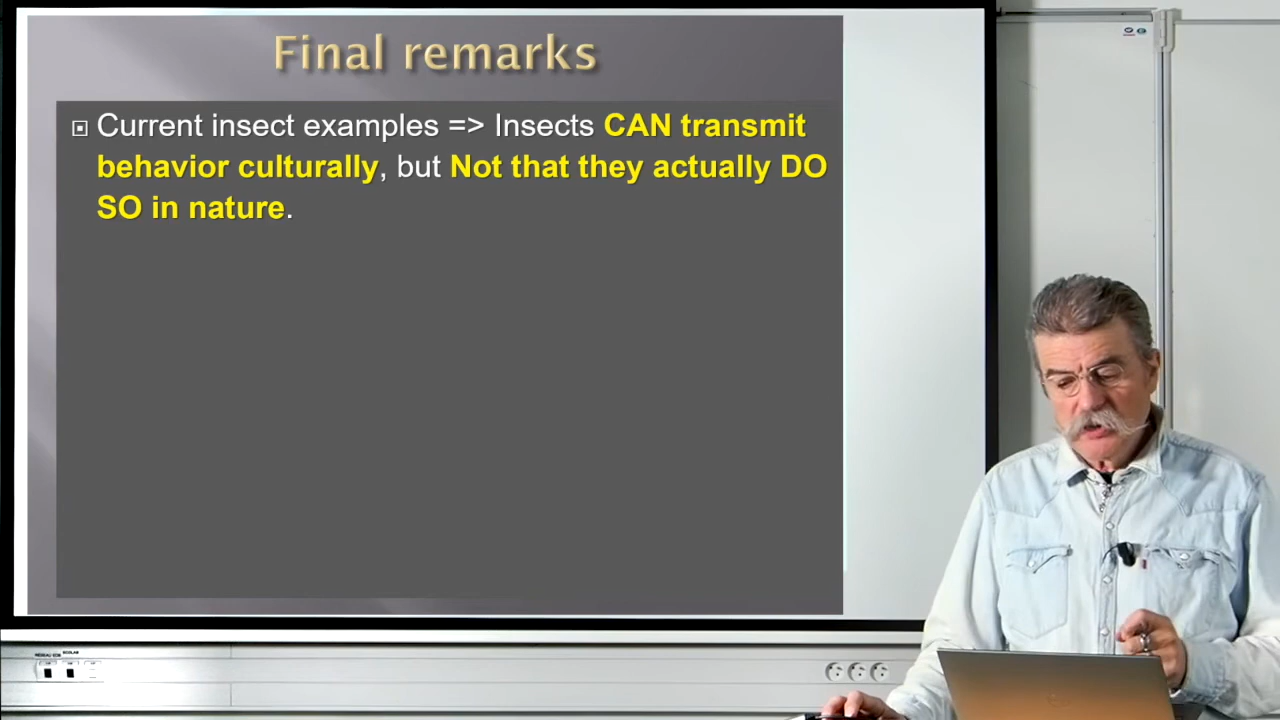 Final remarks
Current insect examples => Insects CAN transmit
behavior culturally, but Not that they actually DO
SO in nature.